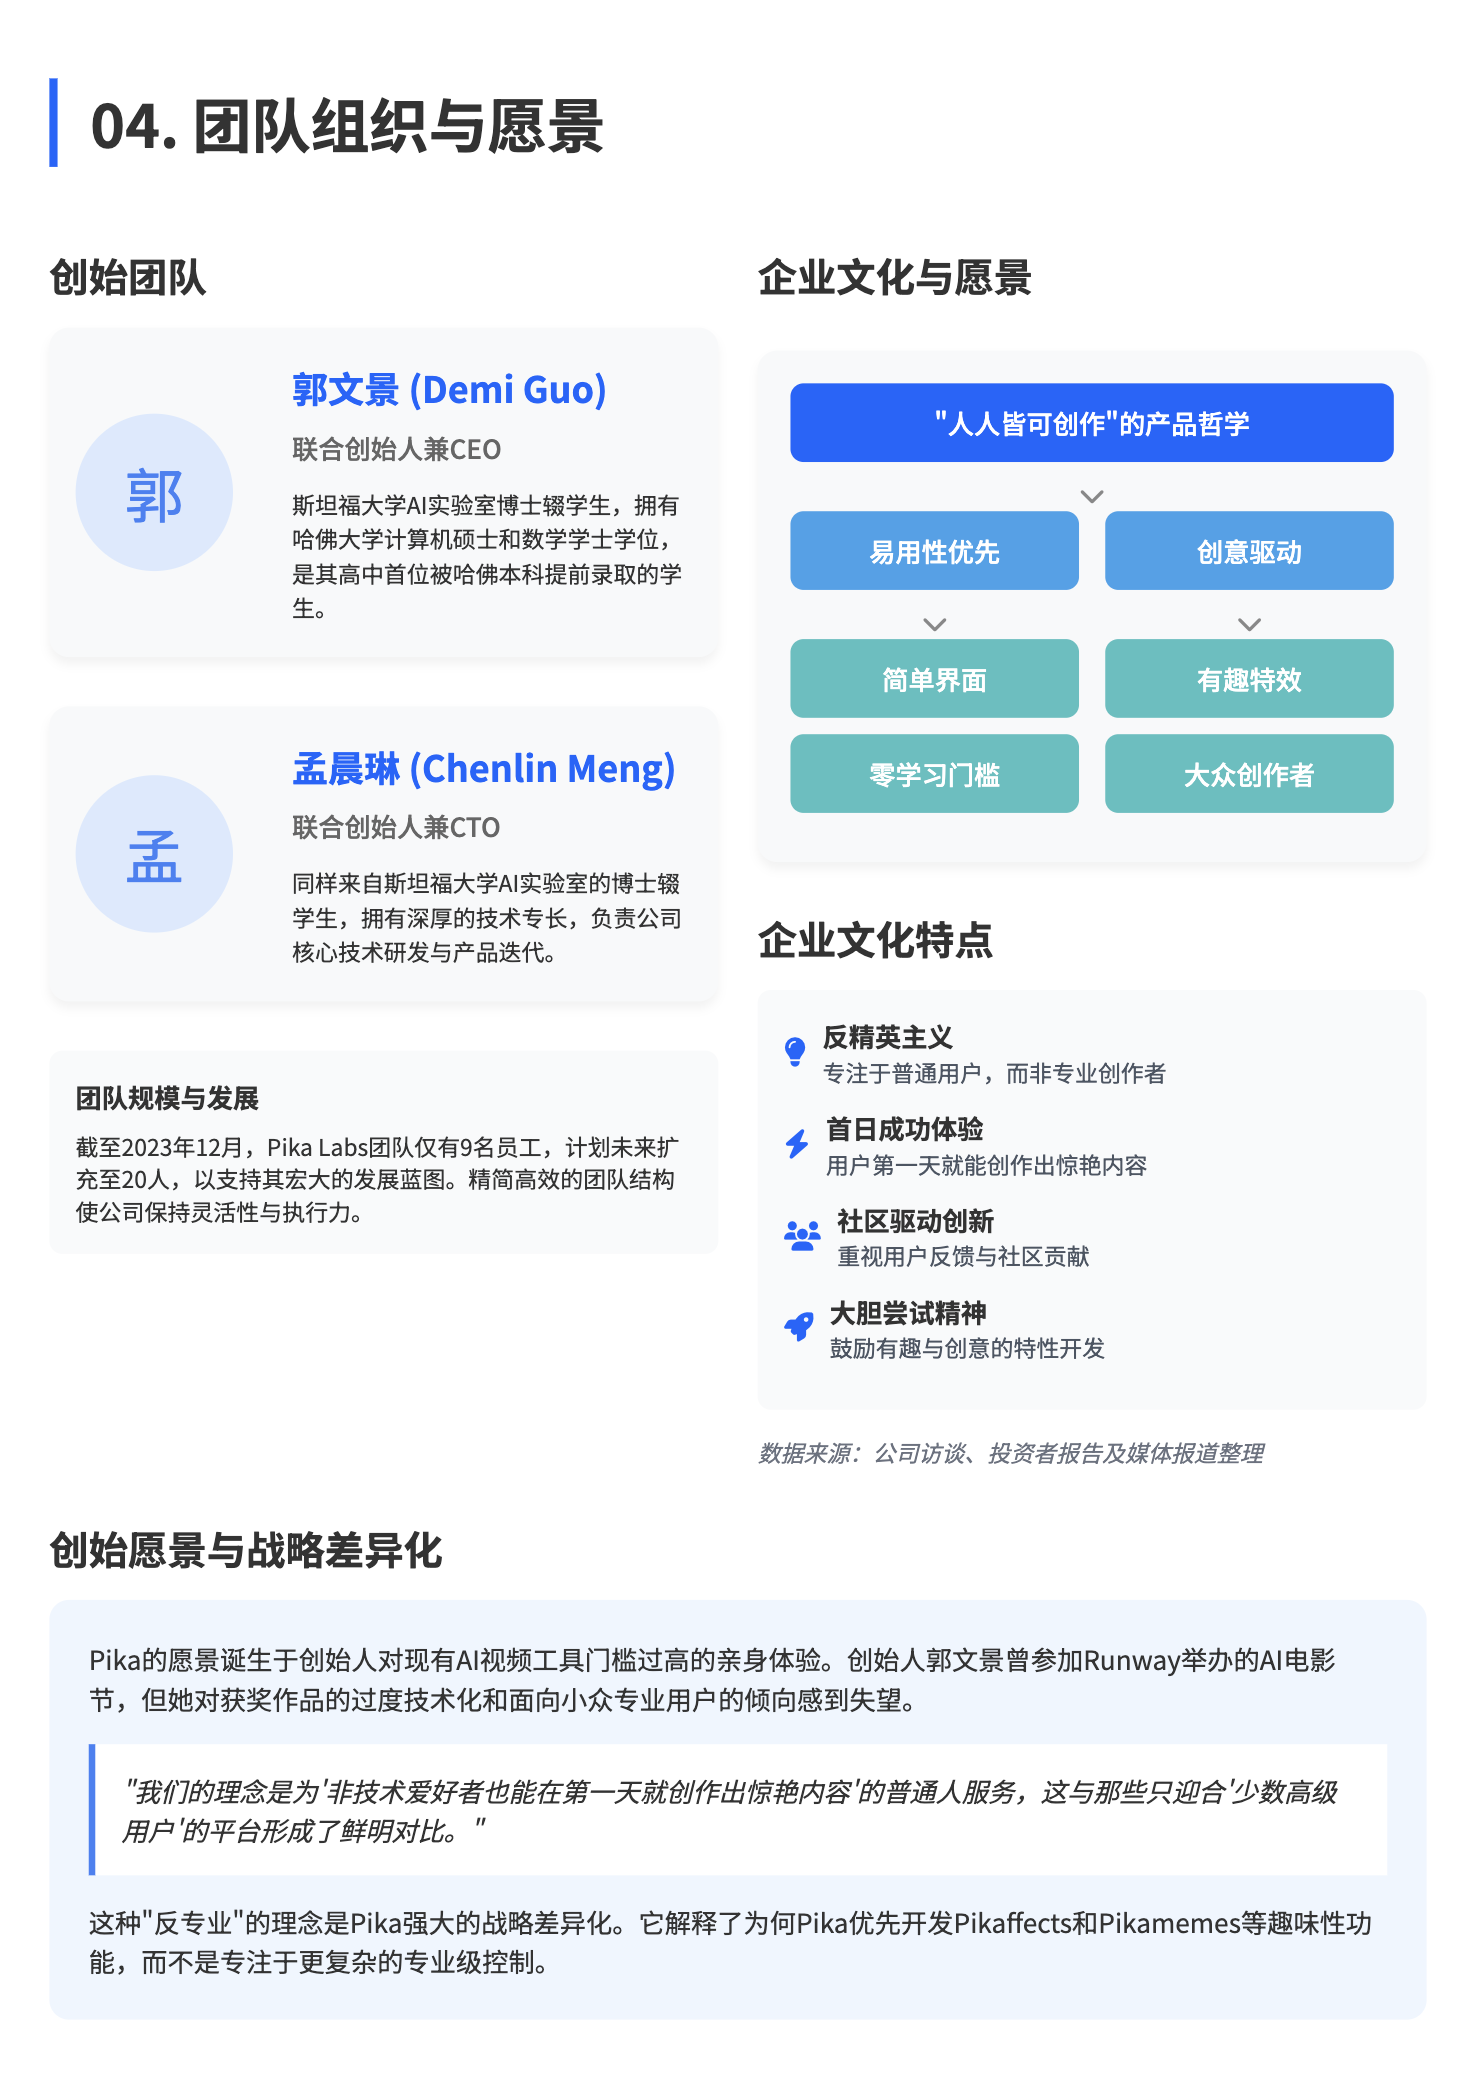 04. 团队组织与愿景
创始团队
郭
郭文景 (Demi Guo)
联合创始人兼CEO
斯坦福大学AI实验室博士辍学生，拥有
哈佛大学计算机硕士和数学学士学位，
是其高中首位被哈佛本科提前录取的学
生。
孟
孟晨琳 (Chenlin Meng)
联合创始人兼CTO
同样来自斯坦福大学AI实验室的博士辍
学生，拥有深厚的技术专长，负责公司
核心技术研发与产品迭代。
团队规模与发展
截至2023年12月，Pika Labs团队仅有9名员工，计划未来扩
充至20人，以支持其宏大的发展蓝图。精简高效的团队结构
使公司保持灵活性与执行力。
企业文化与愿景
"人人皆可创作"的产品哲学
易用性优先
创意驱动
简单界面
有趣特效
零学习门槛
大众创作者
企业文化特点
反精英主义
专注于普通用户，而非专业创作者
首日成功体验
用户第一天就能创作出惊艳内容
社区驱动创新
重视用户反馈与社区贡献
大胆尝试精神
鼓励有趣与创意的特性开发
数据来源：公司访谈、投资者报告及媒体报道整理
创始愿景与战略差异化
Pika的愿景诞生于创始人对现有AI视频工具门槛过高的亲身体验。创始人郭文景曾参加Runway举办的AI电影
节，但她对获奖作品的过度技术化和面向小众专业用户的倾向感到失望。
"我们的理念是为'非技术爱好者也能在第一天就创作出惊艳内容'的普通人服务，这与那些只迎合'少数高级
用户'的平台形成了鲜明对比。"
这种"反专业"的理念是Pika强大的战略差异化。它解释了为何Pika优先开发Pikaffects和Pikamemes等趣味性功
能，而不是专注于更复杂的专业级控制。